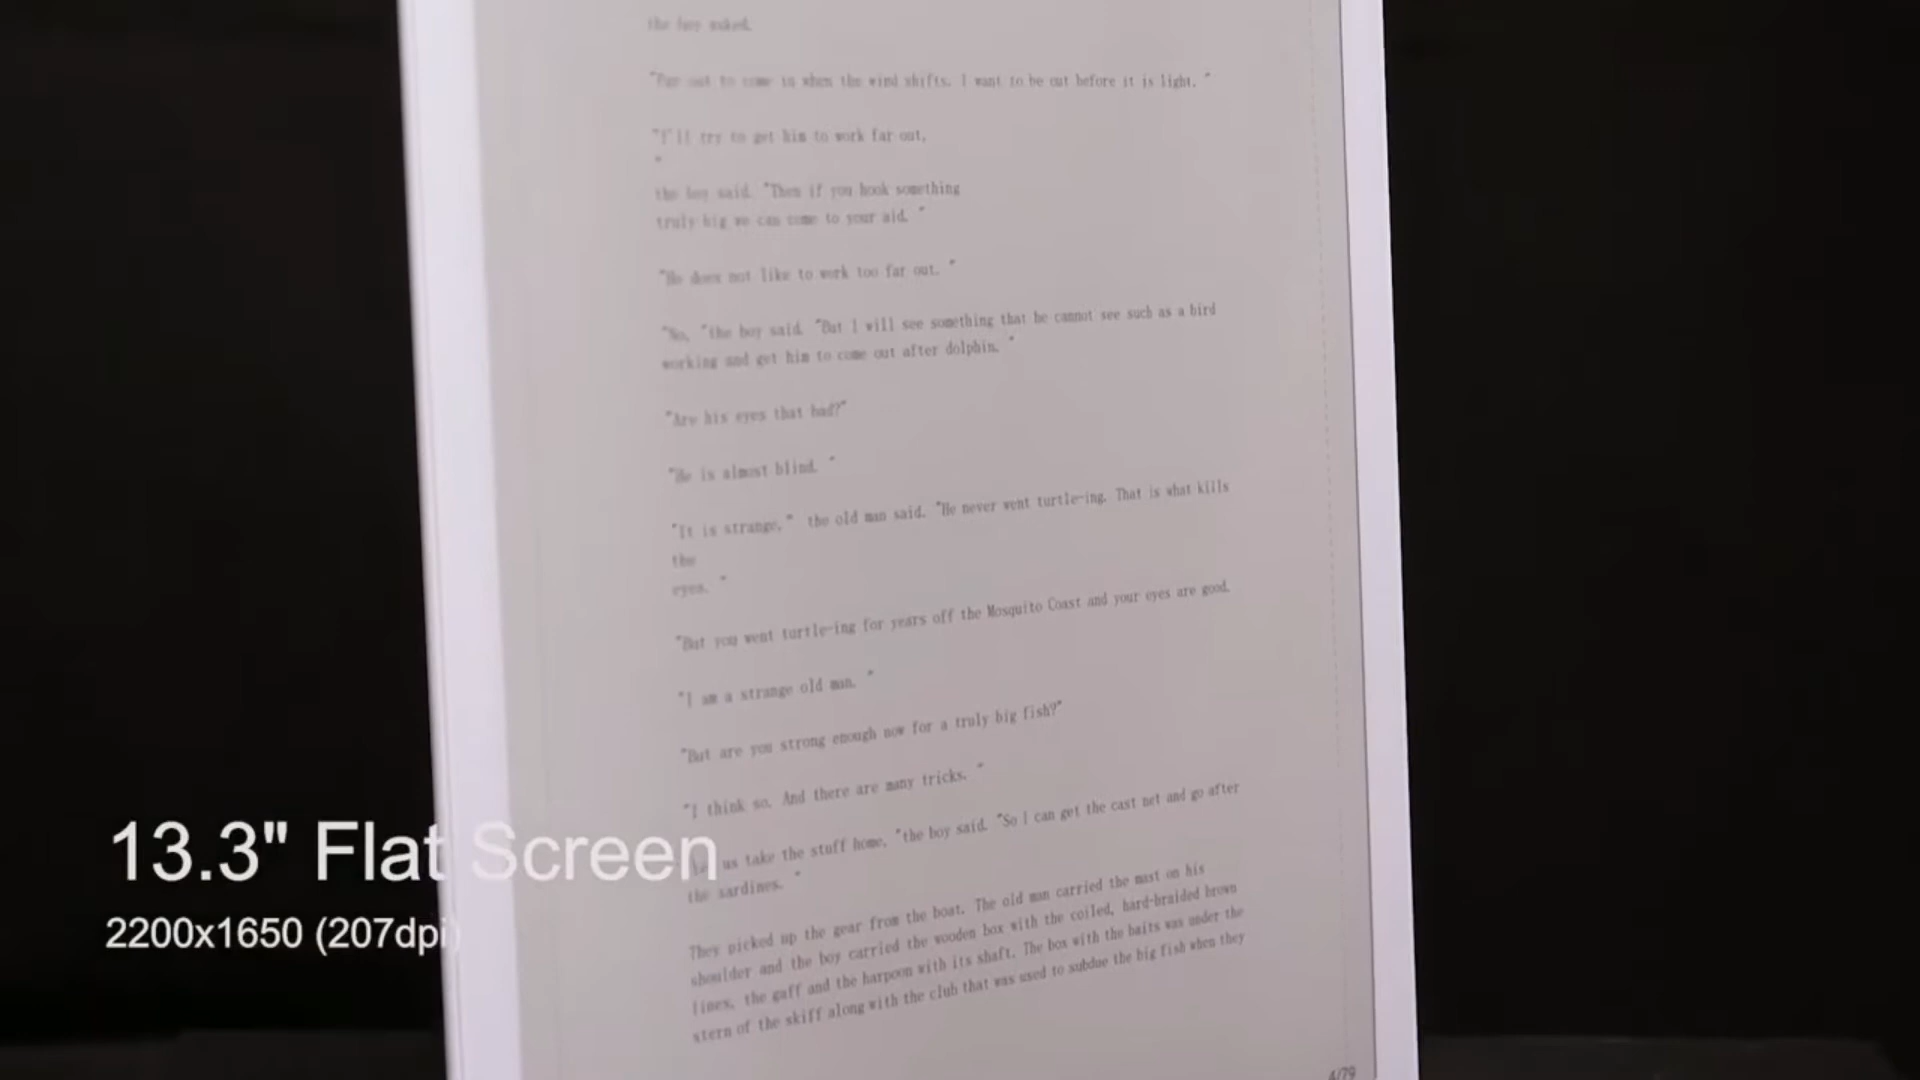 the boy asked.
"Far out to come in when the wind shifts. I want to be out before it is light. "
"I'll try to get him to work far out,
"
the boy said. "Then if you hook something
truly big we can come to your aid. "
"He does not like to work too far out. "
"No, "the boy said. "But I will see something that he cannot see such as a bird
working and get him to come out after dolphin. "
"Are his eyes that bad?"
"He is almost blind. "
"It is strange, " the old man said. "He never went turtle-ing. That is what kills
the
eyes. "
"But you went turtle-ing for years off the Mosquito Coast and your eyes are good.
"I am a strange old man. "
"But are you strong enough now for a truly big fish?"
"I think so. And there are many tricks. "
us take the stuff home, "the boy said. "So I can get the cast net and go after
the sardines. "
They picked up the gear from the boat. The old man carried the mast on his
shoulder and the boy carried the wooden box with the coiled, hard-braided brown
lines, the gaff and the harpoon with its shaft. The box with the baits was under the
stern of the skiff along with the club that was used to subdue the big fish when they
4/79
13.3" Flat Screen
2200x1650 (207dpi)